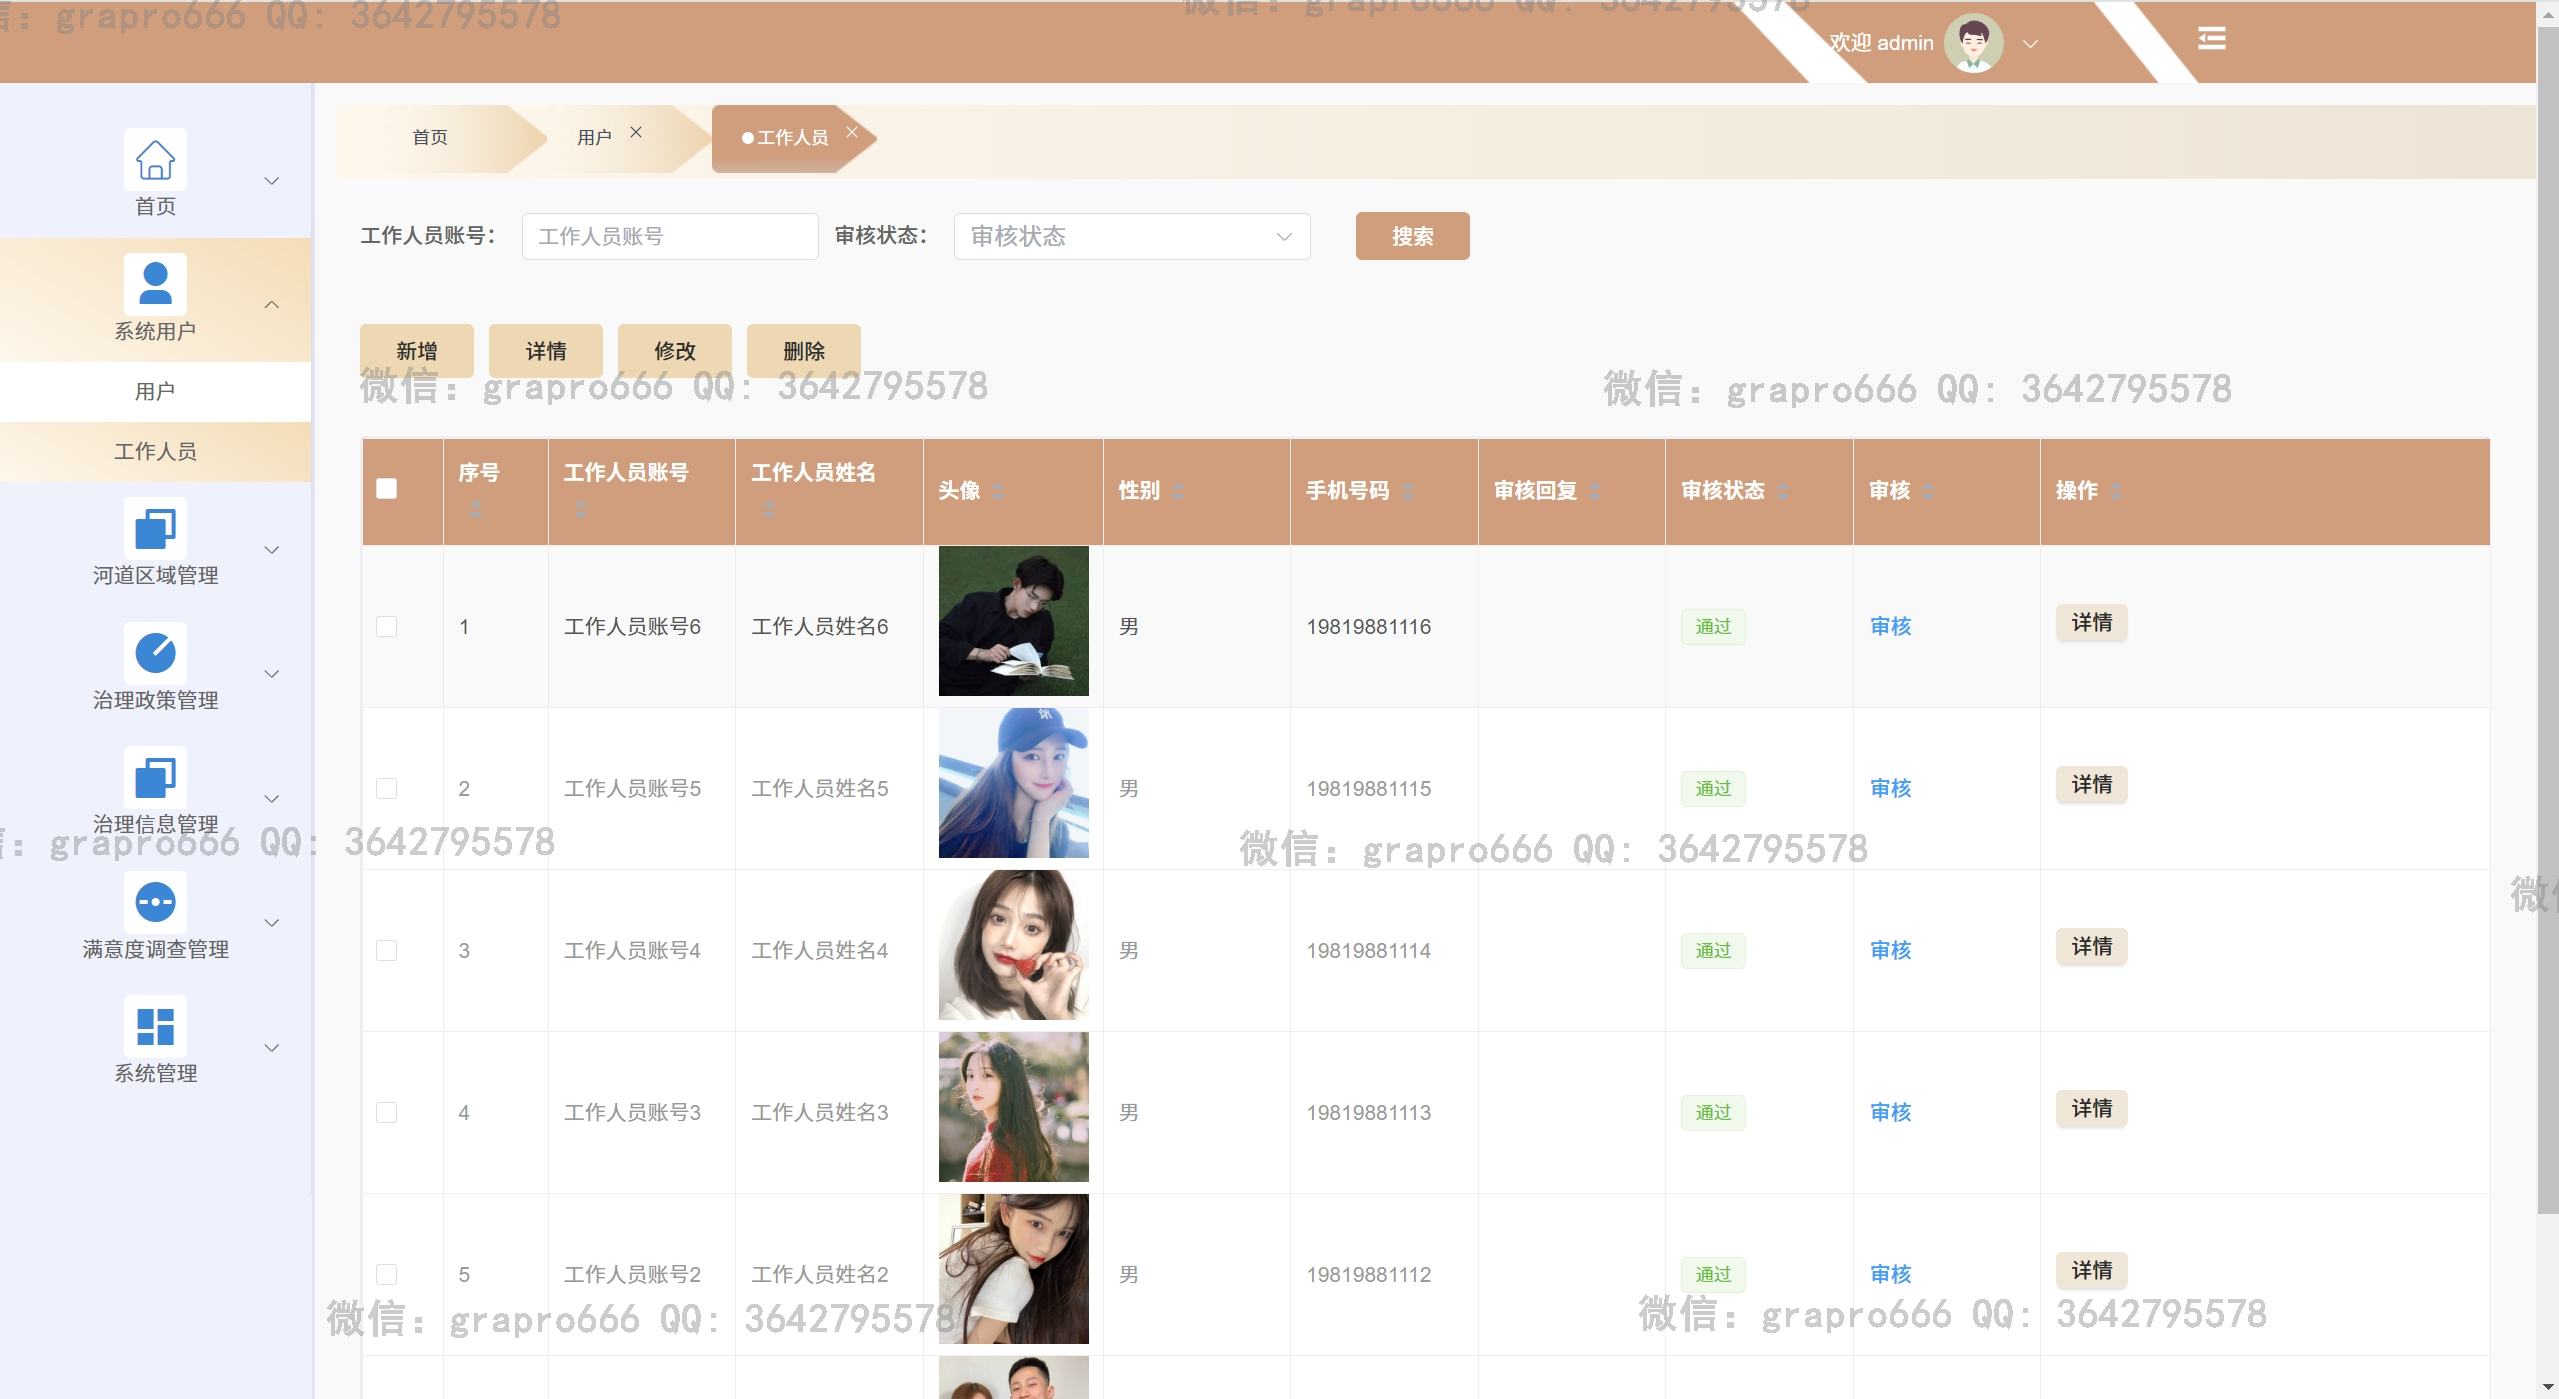 信：grapro666 QQ: 3642795578
微信：grapro666 QQ: 3642795578
欢迎 admin
首页
用户
工作人员
首页
工作人员账号：
工作人员账号
审核状态：
审核状态
搜索
系统用户
新增
详情
修改
删除
微信：grapro666 QQ: 3642795578
微信：grapro666 QQ: 3642795578
用户
工作人员
序号
工作人员账号
工作人员姓名
头像
性别
手机号码
审核回复
审核状态
审核
操作
河道区域管理
1 工作人员账号6 工作人员姓名6 男 19819881116 通过 审核 详情
治理政策管理
2 工作人员账号5 工作人员姓名5 男 19819881115 通过 审核 详情
治理信息管理
信：grapro666 QQ: 3642795578
微信：grapro666 QQ: 3642795578
微信
满意度调查管理
3 工作人员账号4 工作人员姓名4 男 19819881114 通过 审核 详情
系统管理
4 工作人员账号3 工作人员姓名3 男 19819881113 通过 审核 详情
5 工作人员账号2 工作人员姓名2 男 19819881112 通过 审核 详情
微信：grapro666 QQ: 3642795578
微信：grapro666 QQ: 3642795578